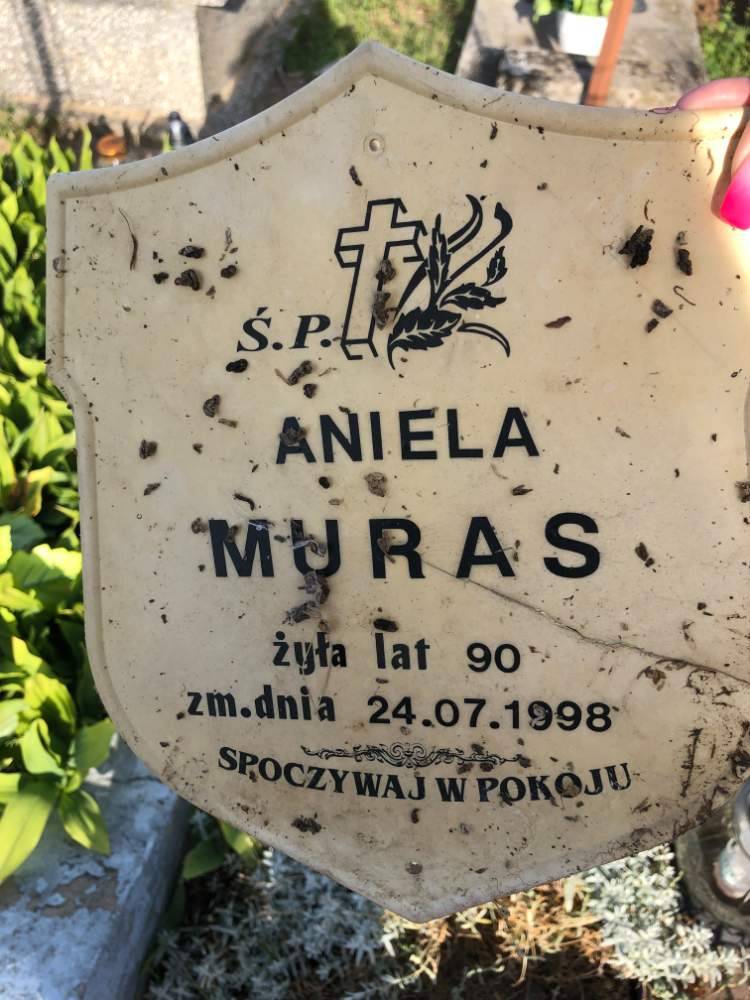 Ś.P.
ANIELA
MURAS
żyła lat 90
zm.dnia 24.07.1998
SPOCZYWAJ W POKOJU